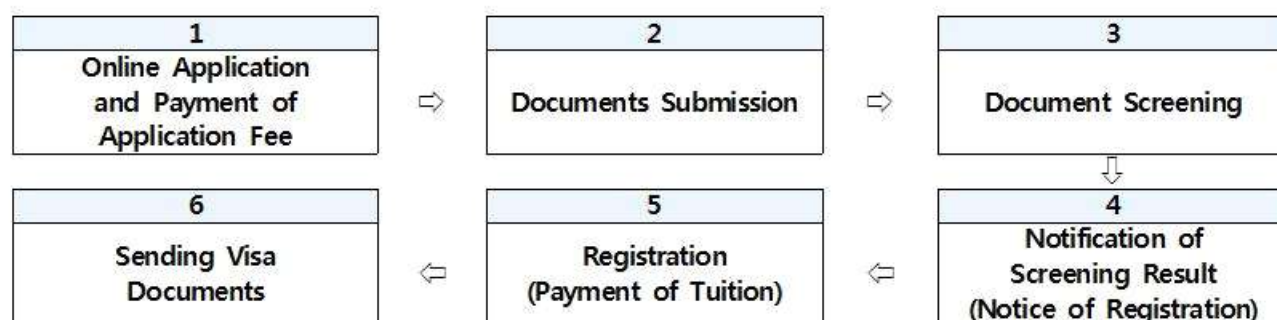 1
Online Application
and Payment of
Application Fee
2
Documents Submission
3
Document Screening
4
Notification of
Screening Result
(Notice of Registration)
5
Registration
(Payment of Tuition)
6
Sending Visa
Documents